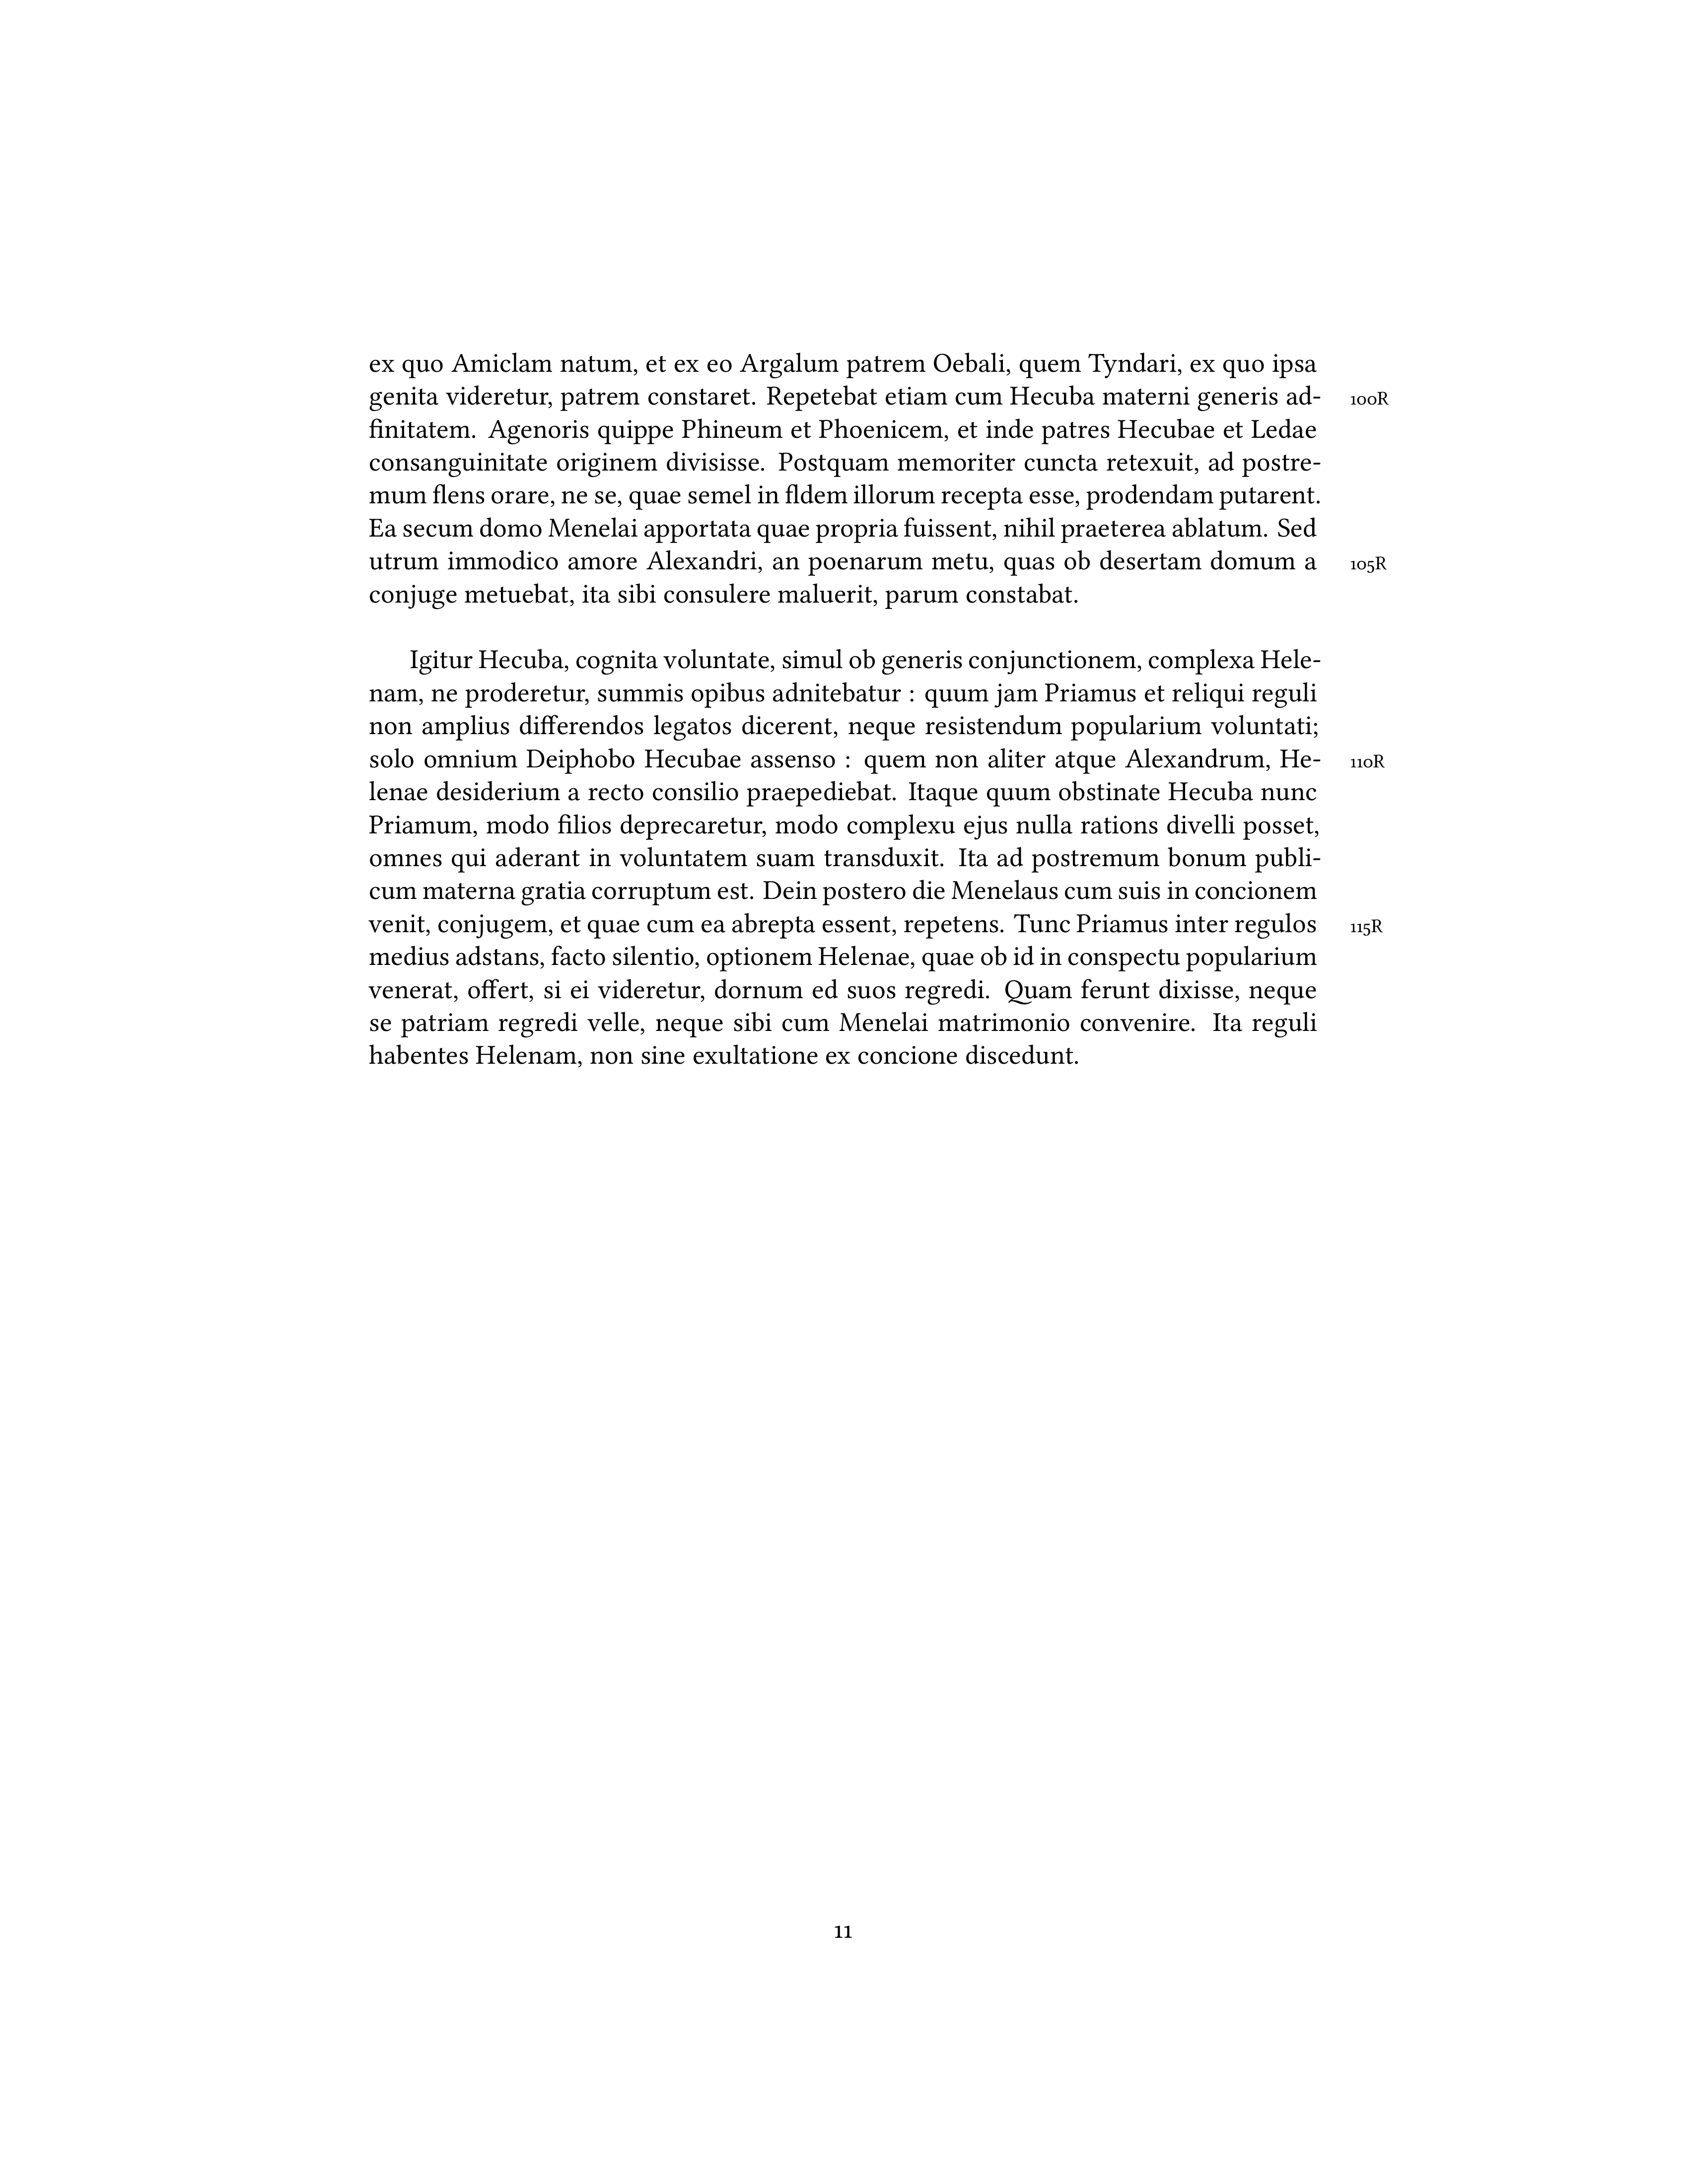 ex quo Amiclam natum, et ex eo Argalum patrem Oebali, quem Tyndari, ex quo ipsa
genita videretur, patrem constaret. Repetebat etiam cum Hecuba materni generis ad- 100R
finitatem. Agenoris quippe Phineum et Phoenicem, et inde patres Hecubae et Ledae
consanguinitate originem divisisse. Postquam memoriter cuncta retexuit, ad postre-
mum flens orare, ne se, quae semel in fldem illorum recepta esse, prodendam putarent.
Ea secum domo Menelai apportata quae propria fuissent, nihil praeterea ablatum. Sed
utrum immodico amore Alexandri, an poenarum metu, quas ob desertam domum a 105R
conjuge metuebat, ita sibi consulere maluerit, parum constabat.
Igitur Hecuba, cognita voluntate, simul ob generis conjunctionem, complexa Hele-
nam, ne proderetur, summis opibus adnitebatur : quum jam Priamus et reliqui reguli
non amplius differendos legatos dicerent, neque resistendum popularium voluntati;
solo omnium Deiphobo Hecubae assenso : quem non aliter atque Alexandrum, He- 110R
lenae desiderium a recto consilio praepediebat. Itaque quum obstinate Hecuba nunc
Priamum, modo filios deprecaretur, modo complexu ejus nulla rations divelli posset,
omnes qui aderant in voluntatem suam transduxit. Ita ad postremum bonum publi-
cum materna gratia corruptum est. Dein postero die Menelaus cum suis in concionem
venit, conjugem, et quae cum ea abrepta essent, repetens. Tunc Priamus inter regulos 115R
medius adstans, facto silentio, optionem Helenae, quae ob id in conspectu popularium
venerat, offert, si ei videretur, dornum ed suos regredi. Quam ferunt dixisse, neque
se patriam regredi velle, neque sibi cum Menelai matrimonio convenire. Ita reguli
habentes Helenam, non sine exultatione ex concione discedunt.
11